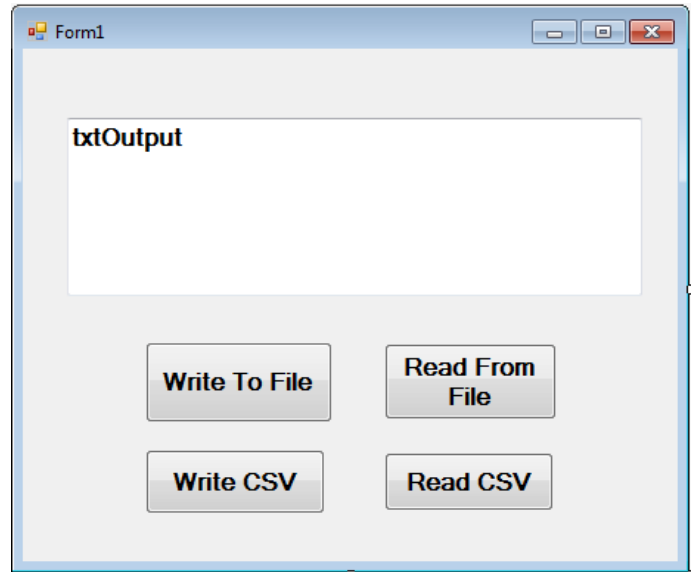 Form1
txtOutput
Write To File
Read From
File
Write CSV
Read CSV